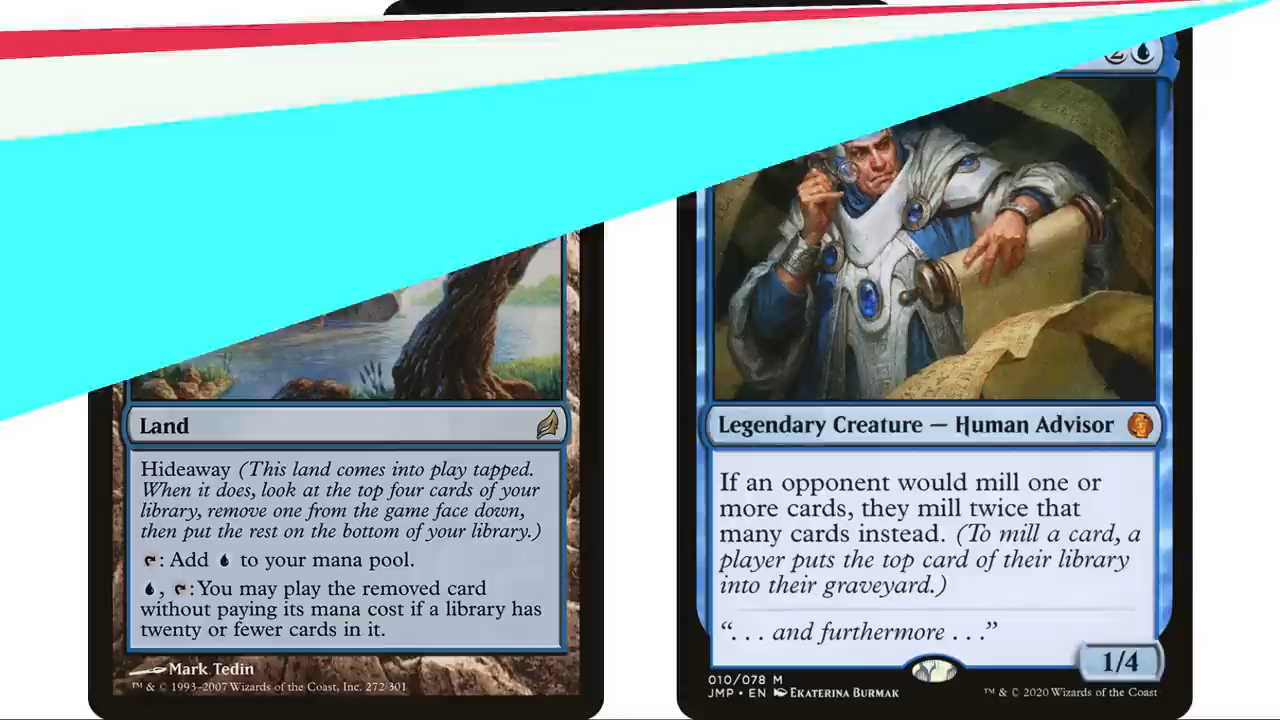 Land
Hideaway (This land comes into play tapped.
When it does, look at the top four cards of your
library, remove one from the game face down,
then put the rest on the bottom of your library.)
: Add to your mana pool.
, : You may play the removed card
without paying its mana cost if a library has
twenty or fewer cards in it.
Mark Tedin
™ & © 1993–2007 Wizards of the Coast, Inc. 272/301
2
Legendary Creature — Human Advisor
If an opponent would mill one or
more cards, they mill twice that
many cards instead. (To mill a card, a
player puts the top card of their library
into their graveyard.)
“. . . and furthermore . . .”
1/4
010/078 M
JMP • EN Ekaterina Burmak
™ & © 2020 Wizards of the Coast